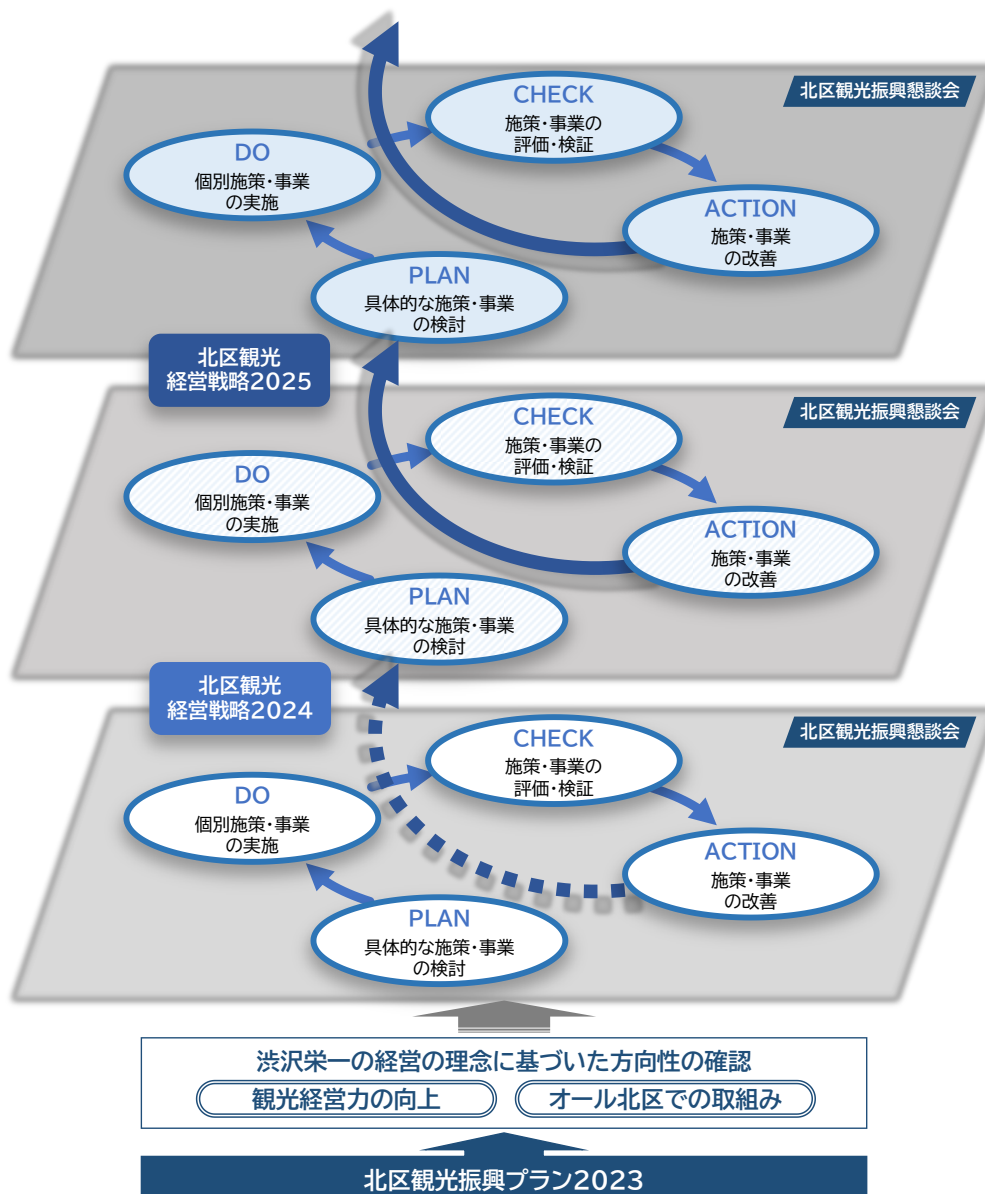 北区観光振興懇談会
CHECK
施策・事業の
評価・検証
DO
個別施策・事業
の実施
ACTION
施策・事業
の改善
PLAN
具体的な施策・事業
の検討
北区観光
経営戦略2025
北区観光振興懇談会
CHECK
施策・事業の
評価・検証
DO
個別施策・事業
の実施
ACTION
施策・事業
の改善
PLAN
具体的な施策・事業
の検討
北区観光
経営戦略2024
北区観光振興懇談会
CHECK
施策・事業の
評価・検証
DO
個別施策・事業
の実施
ACTION
施策・事業
の改善
PLAN
具体的な施策・事業
の検討
渋沢栄一の経営の理念に基づいた方向性の確認
観光経営力の向上
オール北区での取組み
北区観光振興プラン2023